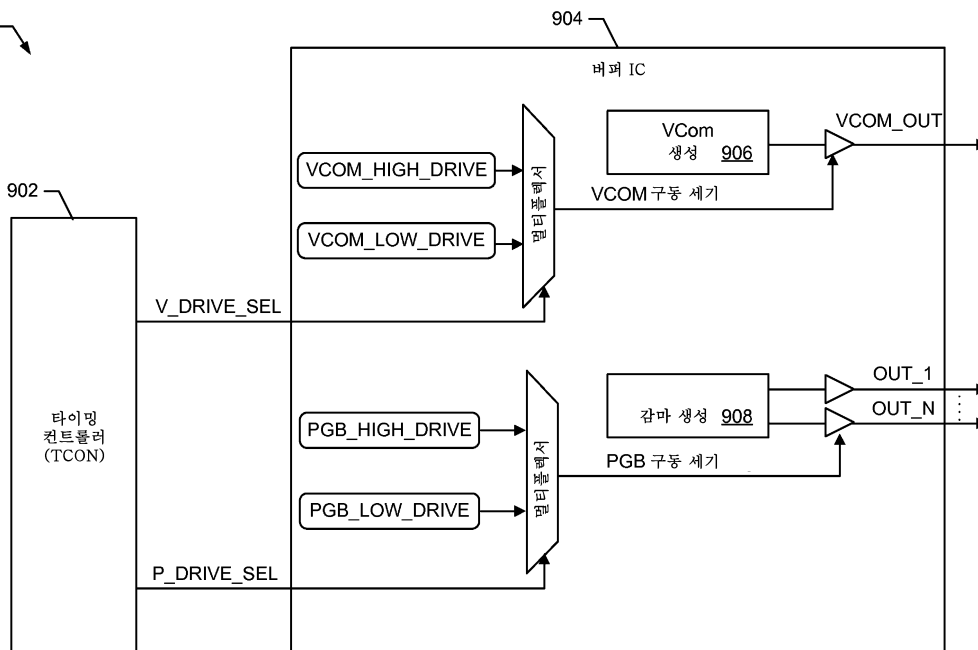 904
버퍼 IC
VCOM_HIGH_DRIVE
VCOM_LOW_DRIVE
멀티플렉서
VCom
생성 906
VCOM_OUT
VCOM 구동 세기
902
V_DRIVE_SEL
타이밍
컨트롤러
(TCON)
PGB_HIGH_DRIVE
PGB_LOW_DRIVE
멀티플렉서
감마 생성 908
OUT_1
OUT_N
PGB 구동 세기
P_DRIVE_SEL